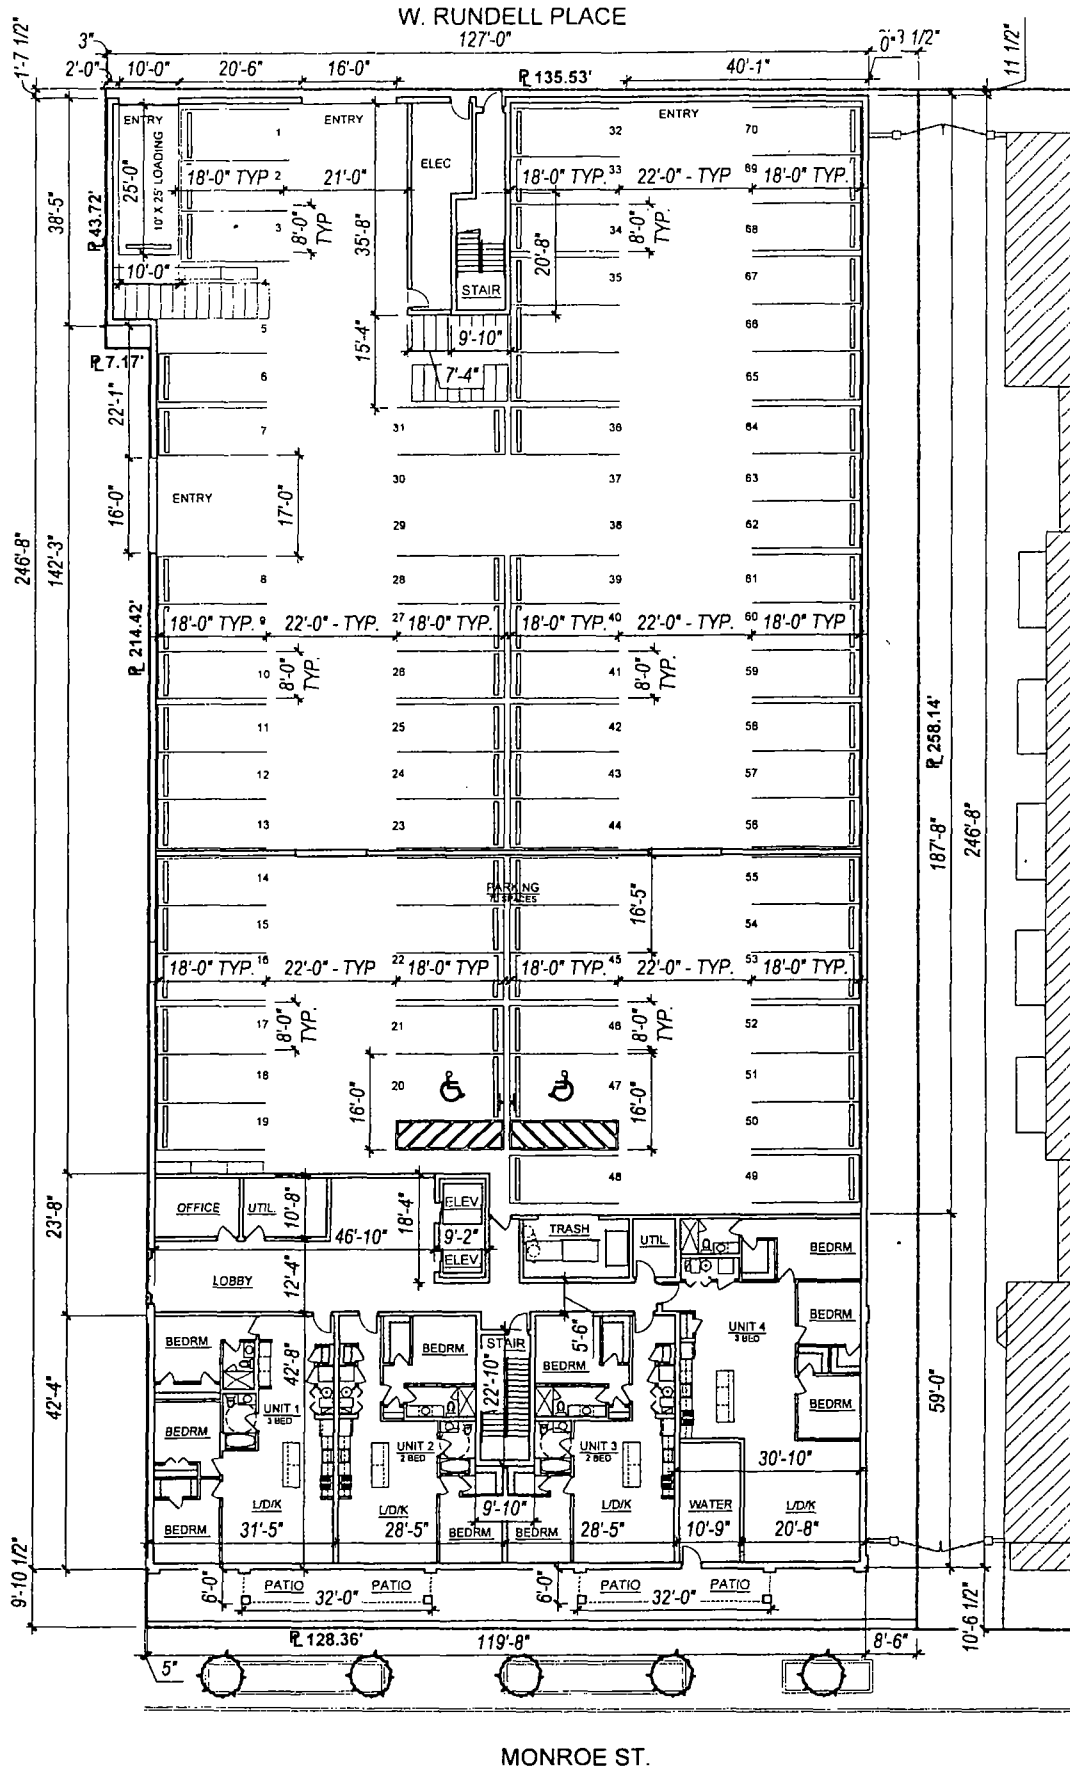 W. RUNDELL PLACE
127'-0"
3"
1'-7 1/2"
2'-0"
10'-0"
20'-6"
16'-0"
PL 135.53'
40'-1"
11 1/2"
ENTRY
ENTRY
ENTRY
1
32
70
10' X 25' LOADING
25'-0"
ELEC
18'-0" TYP
2
21'-0"
18'-0" TYP.
33
22'-0" - TYP
69
18'-0" TYP.
38'-5"
PL 43.72'
3
8'-0" TYP.
35'-8"
20'-8"
34
8'-0" TYP.
68
10'-0"
4
STAIR
35
67
5
15'-4"
9'-10"
66
PL 7.17'
6
7'-4"
65
22'-1"
7
31
36
64
30
37
63
16'-0"
ENTRY
17'-0"
29
38
62
246'-8"
142'-3"
8
28
39
61
18'-0" TYP.
9
22'-0" - TYP.
27
18'-0" TYP.
18'-0" TYP.
40
22'-0" - TYP.
60
18'-0" TYP
PL 214.42'
10
8'-0" TYP.
26
41
8'-0" TYP.
59
11
25
42
58
12
24
43
57
13
23
44
56
PL 258.14'
187'-8"
246'-8"
14
PARKING
70 SPACES
16'-5"
55
15
54
18'-0" TYP.
16
22'-0" - TYP
22
18'-0" TYP
18'-0" TYP.
45
22'-0" - TYP.
53
18'-0" TYP.
17
8'-0" TYP.
21
46
8'-0" TYP.
52
18
16'-0"
20
47
16'-0"
51
19
50
48
49
23'-8"
OFFICE
UTIL.
10'-8"
46'-10"
18'-4"
ELEV
9'-2"
ELEV
TRASH
UTIL.
BEDRM
LOBBY
12'-4"
5'-6"
BEDRM
UNIT 4
3 BED
BEDRM
BEDRM
42'-8"
BEDRM
STAIR
22'-10"
BEDRM
42'-4"
59'-0"
UNIT 1
3 BED
BEDRM
UNIT 2
2 BED
UNIT 3
2 BED
30'-10"
L/D/K
BEDRM
31'-5"
L/D/K
28'-5"
BEDRM
9'-10"
BEDRM
L/D/K
28'-5"
WATER
10'-9"
L/D/K
20'-8"
9'-10 1/2"
6'-0"
PATIO
PATIO
32'-0"
6'-0"
PATIO
PATIO
32'-0"
10'-6 1/2"
PL 128.36'
119'-8"
8'-6"
5"
MONROE ST.